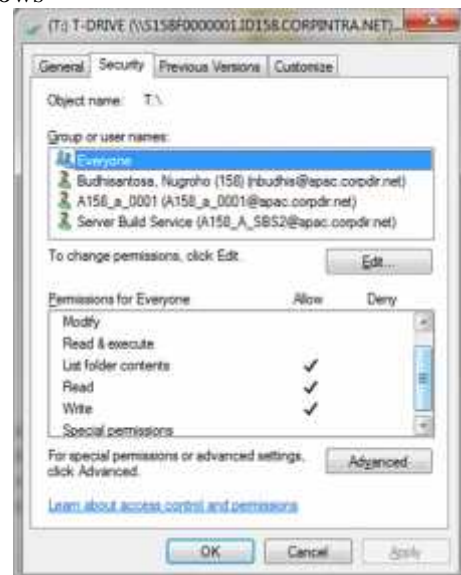 (T:) T-DRIVE (\\S158F0000001.ID158.CORPINTRA.NET)...
General Security Previous Versions Customize
Object name: T:\
Group or user names:
Everyone
Budhisantosa, Nugroho (158) (nbudhis@apac.corpdir.net)
A158_a_0001 (A158_a_0001@apac.corpdir.net)
Server Build Service (A158_A_SBS2@apac.corpdir.net)
To change permissions, click Edit.
Edit...
Permissions for Everyone Allow Deny
Modify
Read & execute
List folder contents
Read
Write
Special permissions
For special permissions or advanced settings, click Advanced.
Advanced
Learn about access control and permissions
OK Cancel Apply